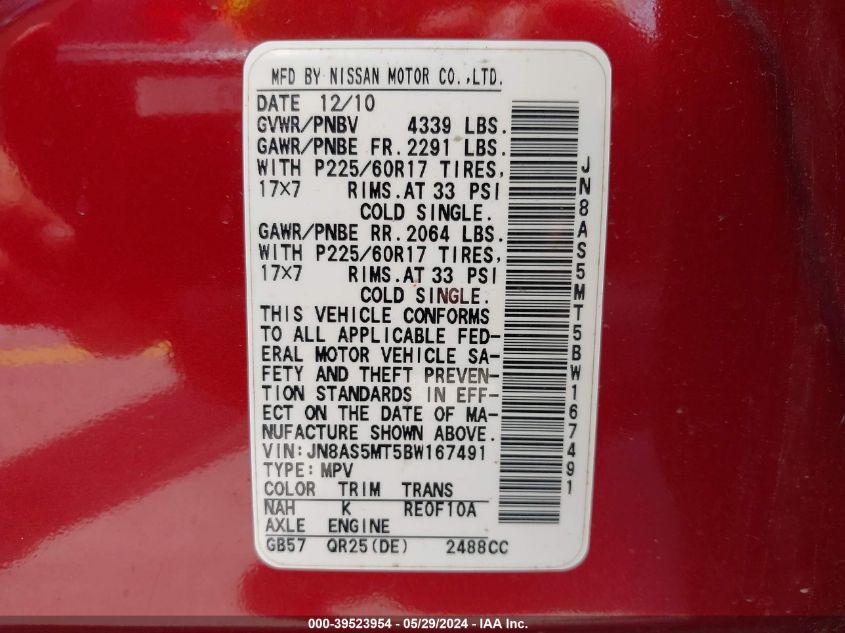 MFD BY NISSAN MOTOR CO.,LTD.
DATE 12/10
GVWR/PNBV 4339 LBS.
GAWR/PNBE FR.2291 LBS.
WITH P225/60R17 TIRES,
17×7 RIMS.AT 33 PSI
COLD SINGLE.
GAWR/PNBE RR.2064 LBS.
WITH P225/60R17 TIRES,
17×7 RIMS.AT 33 PSI
COLD SINGLE.
THIS VEHICLE CONFORMS
TO ALL APPLICABLE FED-
ERAL MOTOR VEHICLE SA-
FETY AND THEFT PREVEN-
TION STANDARDS IN EFF-
ECT ON THE DATE OF MA-
NUFACTURE SHOWN ABOVE.
VIN:JN8AS5MT5BW167491
TYPE:MPV
COLOR TRIM TRANS
NAH K RE0F10A
AXLE ENGINE
GB57 QR25(DE) 2488CC
JN8AS5MT5BW167491
000-39523954 - 05/29/2024 - IAA Inc.